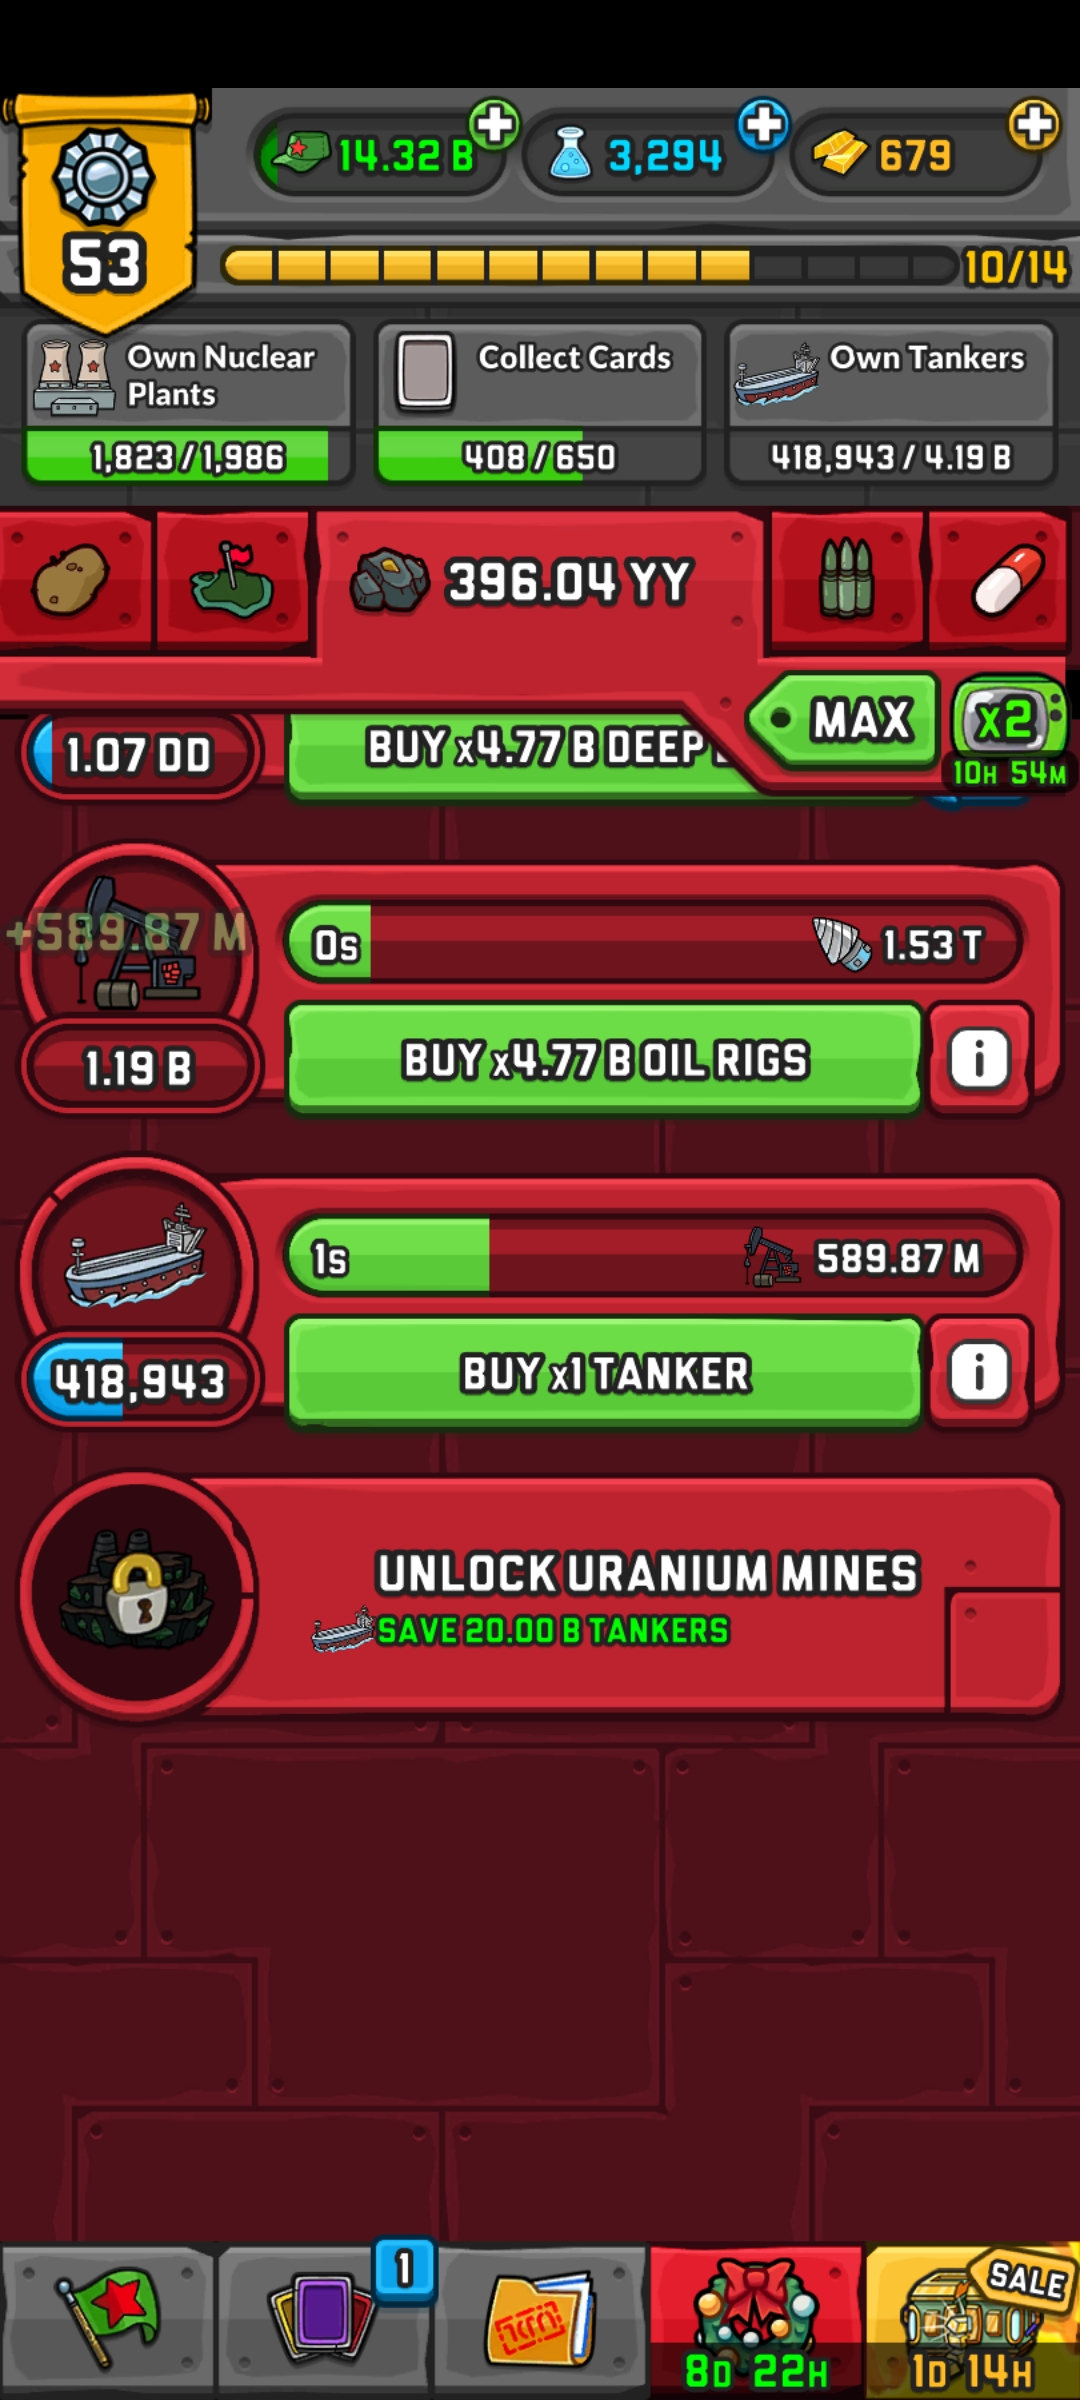 14.32 B
3,294
679
53
10/14
Own Nuclear
Plants
1,823/1,986
Collect Cards
408/650
Own Tankers
418,943/4.19 B
396.04 YY
MAX
x2
10H 54M
1.07 DD
BUY x4.77 B DEEP
+589.87 M
0s
1.53 T
1.19 B
BUY x4.77 B OIL RIGS
i
1s
589.87 M
418,943
BUY x1 TANKER
i
UNLOCK URANIUM MINES
SAVE 20.00 B TANKERS
1
SALE
8D 22H
1D 14H